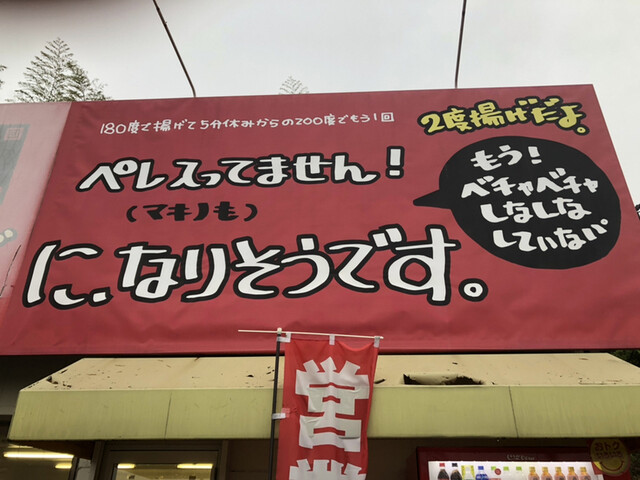 180度で揚げて5分休みからの200度でもう1回
2度揚げだよ。
ペレ入ってません！
(マキノも)
に、なりそうです。
もう！
ベチャベチャ
しなしな
していない
営業